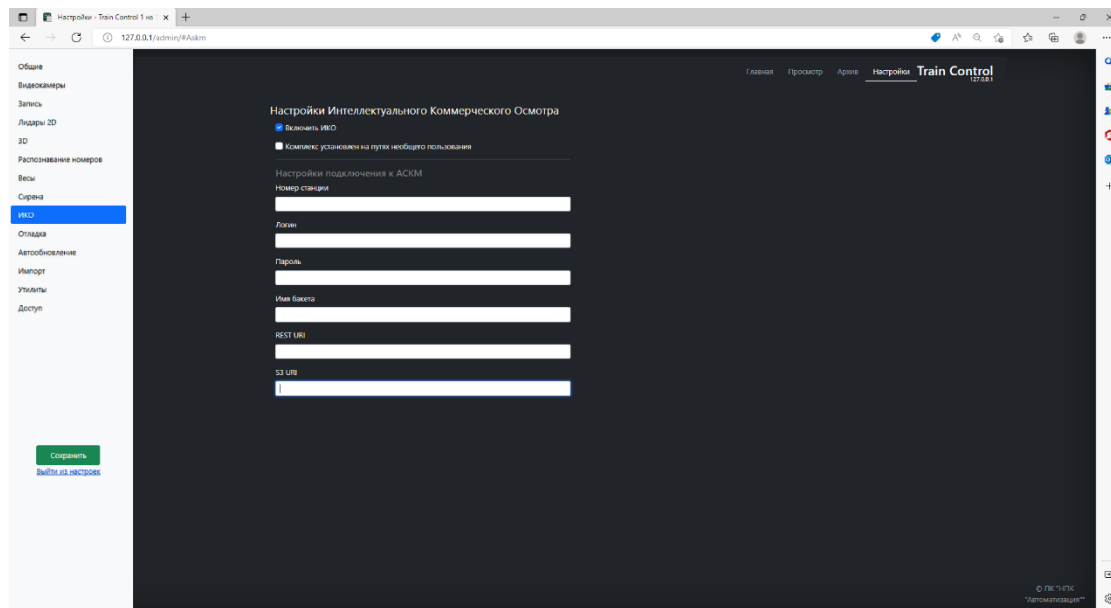 Настройки - Train Control 1 на
127.0.0.1/admin/#Askm
Общие
Видеокамеры
Запись
Лидары 2D
3D
Распознавание номеров
Весы
Сирена
ИКО
Отладка
Автообновление
Импорт
Утилиты
Доступ
Сохранить
Выйти из настроек
Главная Просмотр Архив Настройки Train Control
127.0.0.1
Настройки Интеллектуального Коммерческого Осмотра
Включить ИКО
Комплекс установлен на путях необщего пользования
Настройки подключения к АСКМ
Номер станции
Логин
Пароль
Имя бакета
REST URI
S3 URI
© ПК "НПК
"Автоматизация""